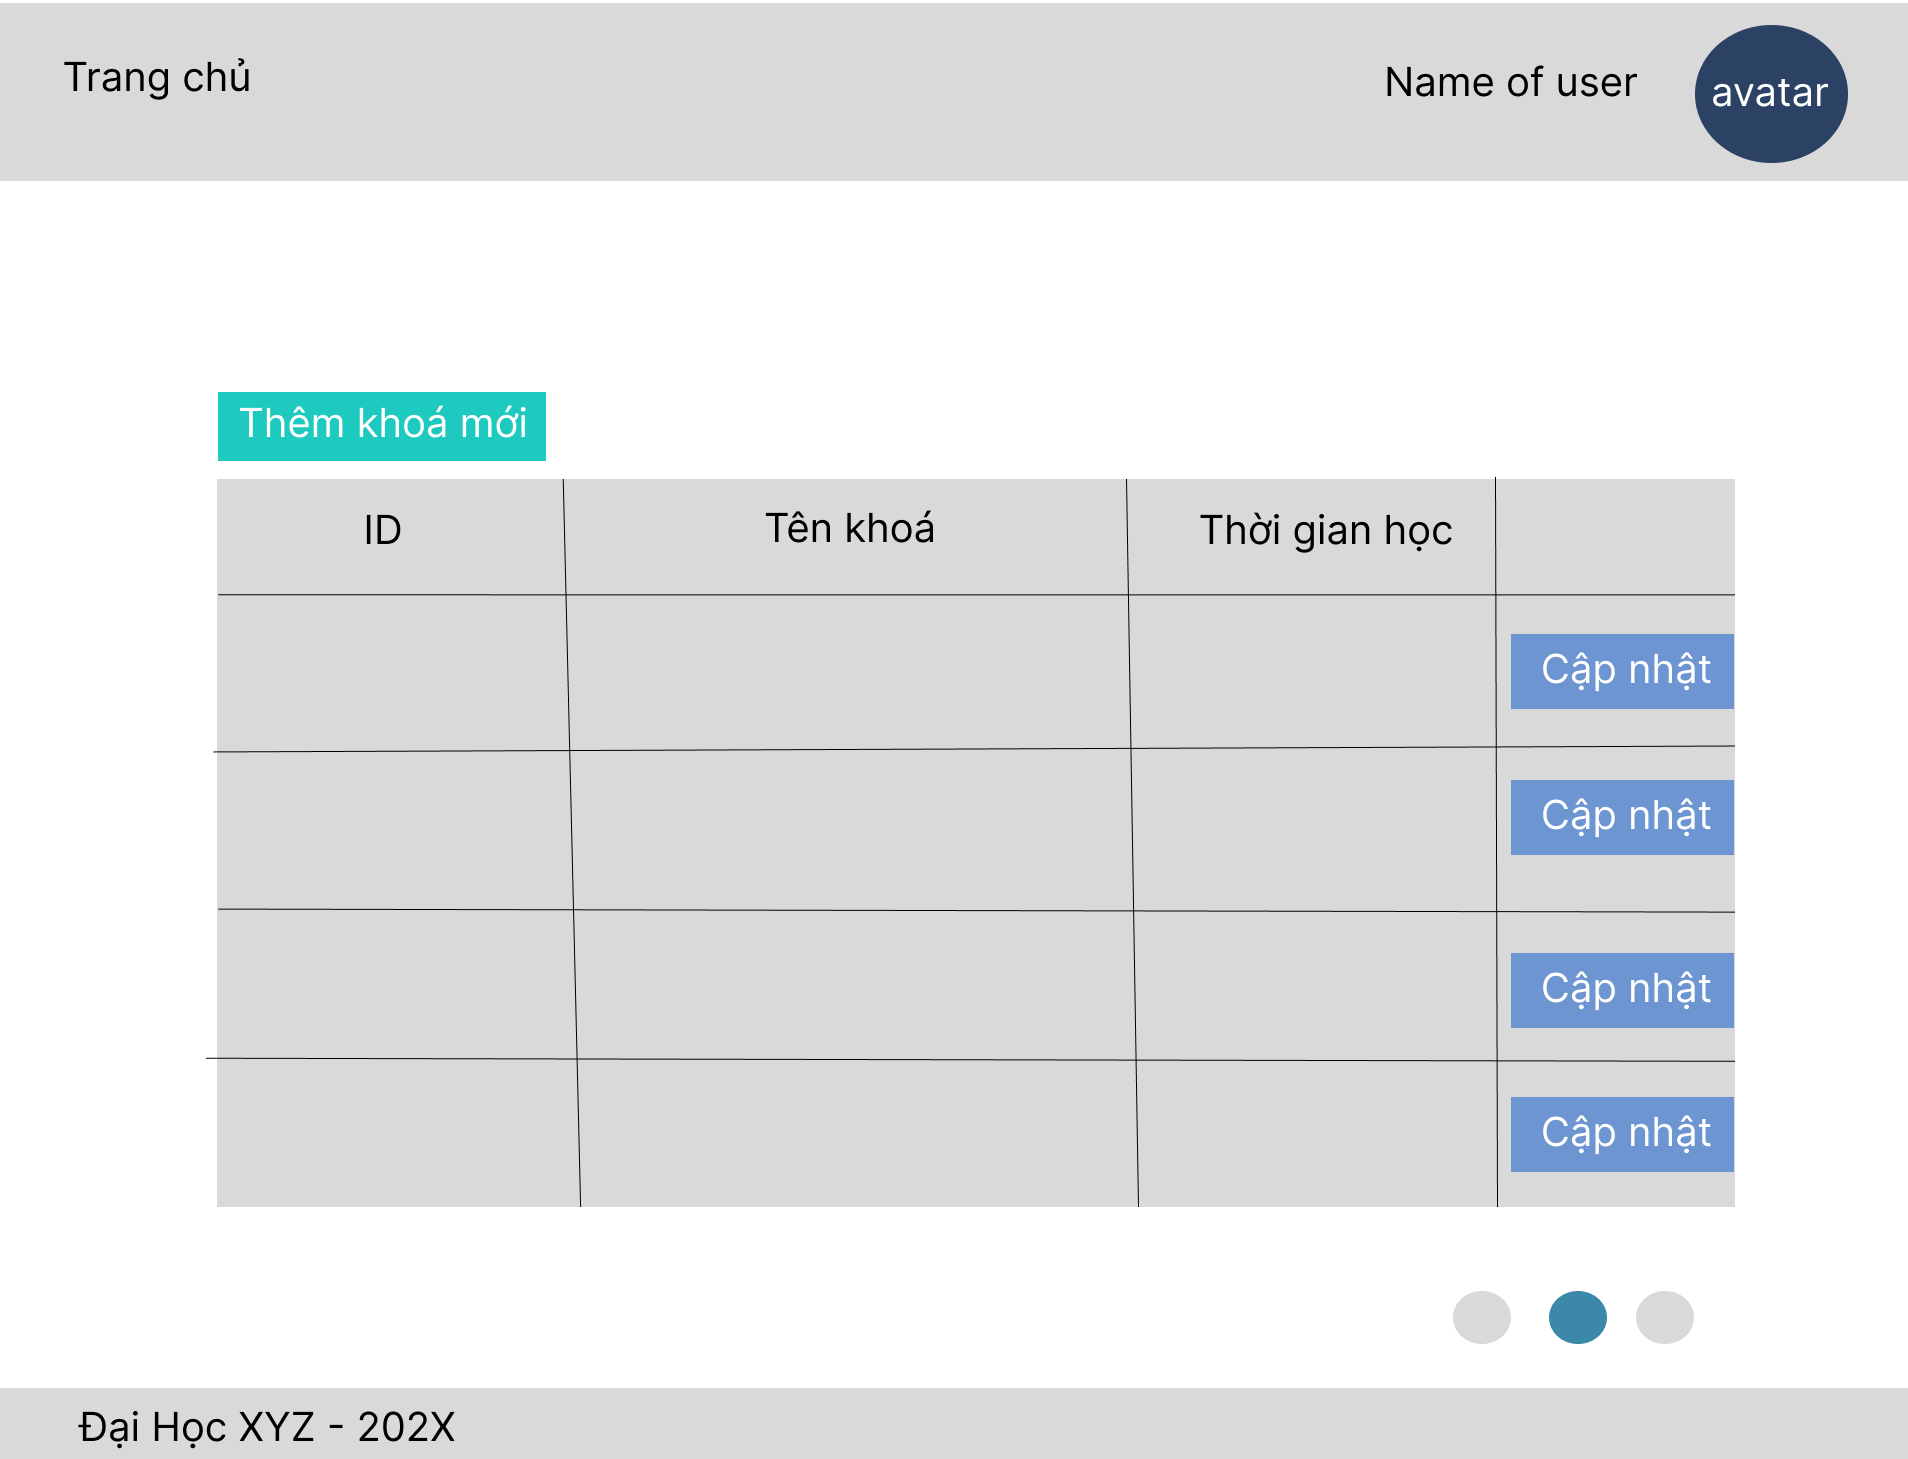 Trang chủ
Name of user
avatar
Thêm khoá mới
ID
Tên khoá
Thời gian học
Cập nhật
Cập nhật
Cập nhật
Cập nhật
Đại Học XYZ - 202X